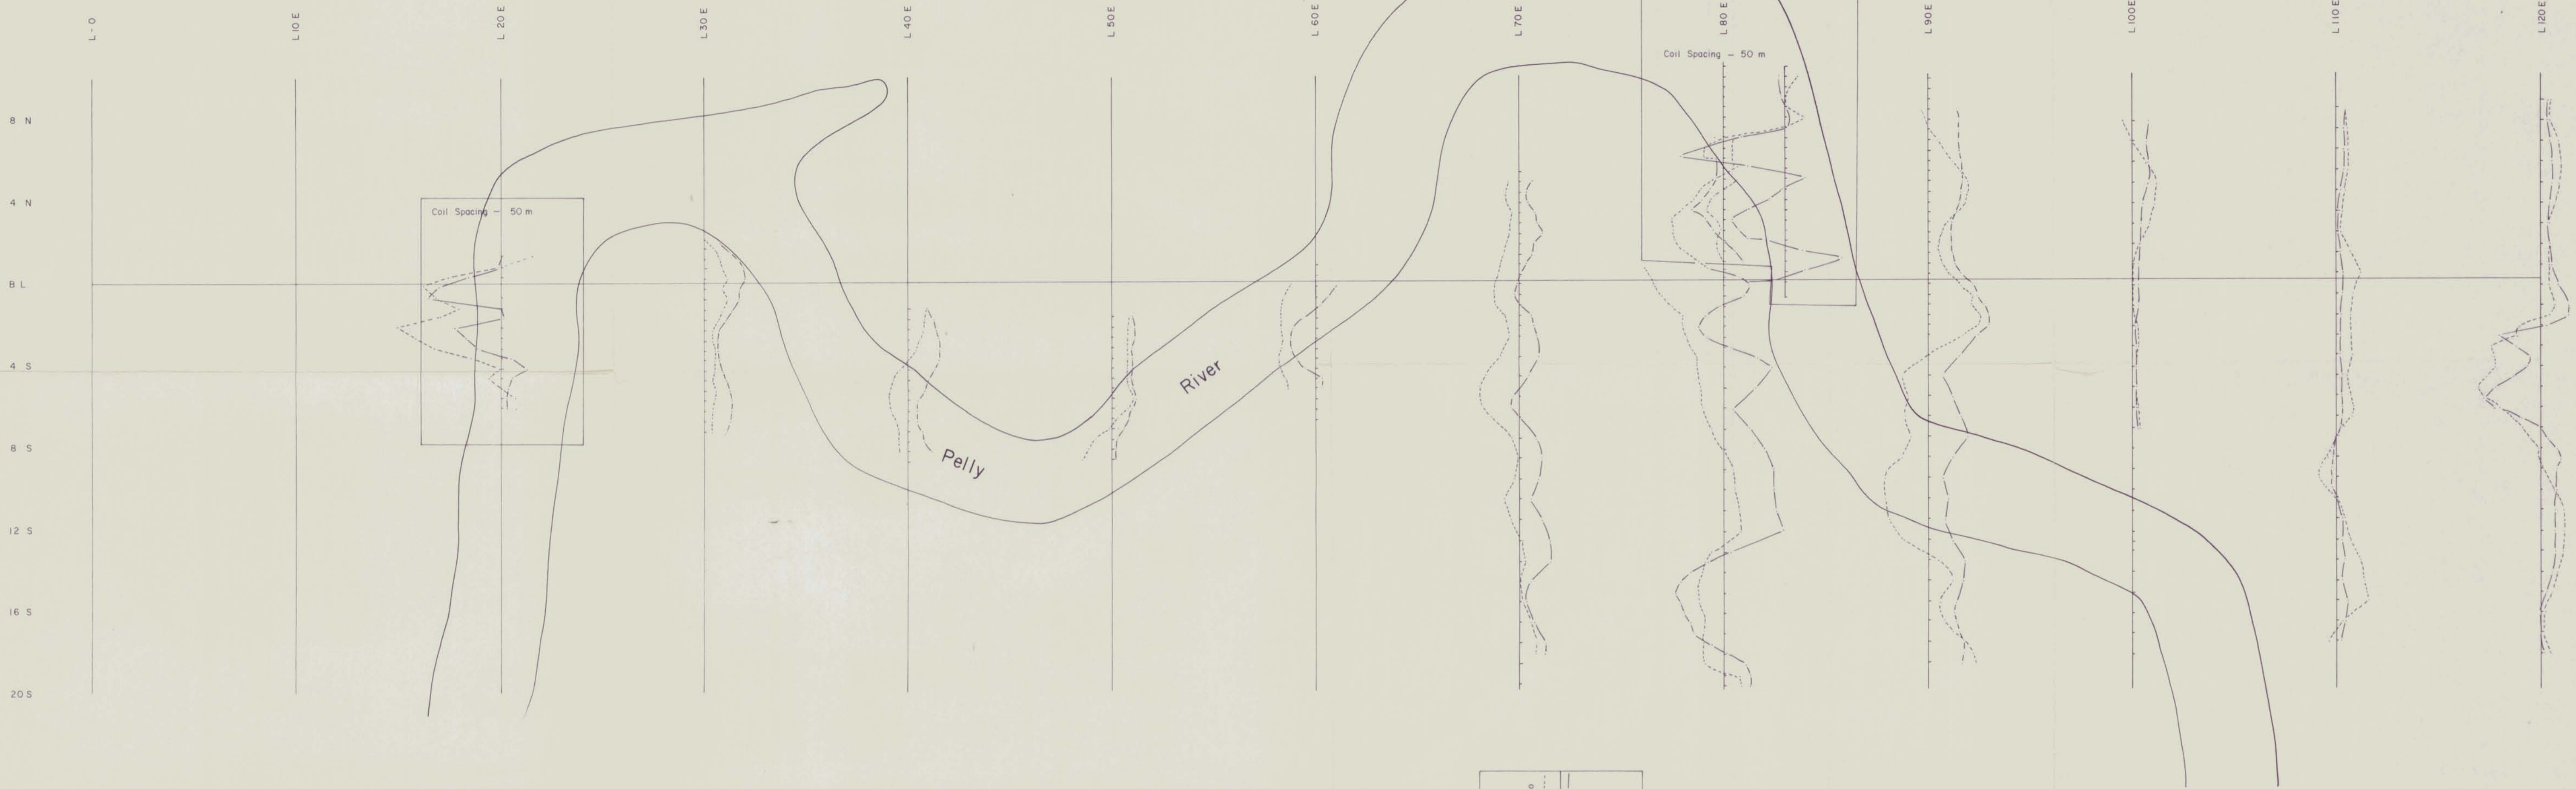 L - 0
L 10 E
L 20 E
L 30 E
L 40 E
L 50 E
L 60 E
L 70 E
L 80 E
L 90 E
L 100 E
L 110 E
L 120 E
Coil Spacing – 50 m
8 N
4 N
Coil Spacing – 50 m
B L
4 S
River
8 S
Pelly
12 S
16 S
20 S